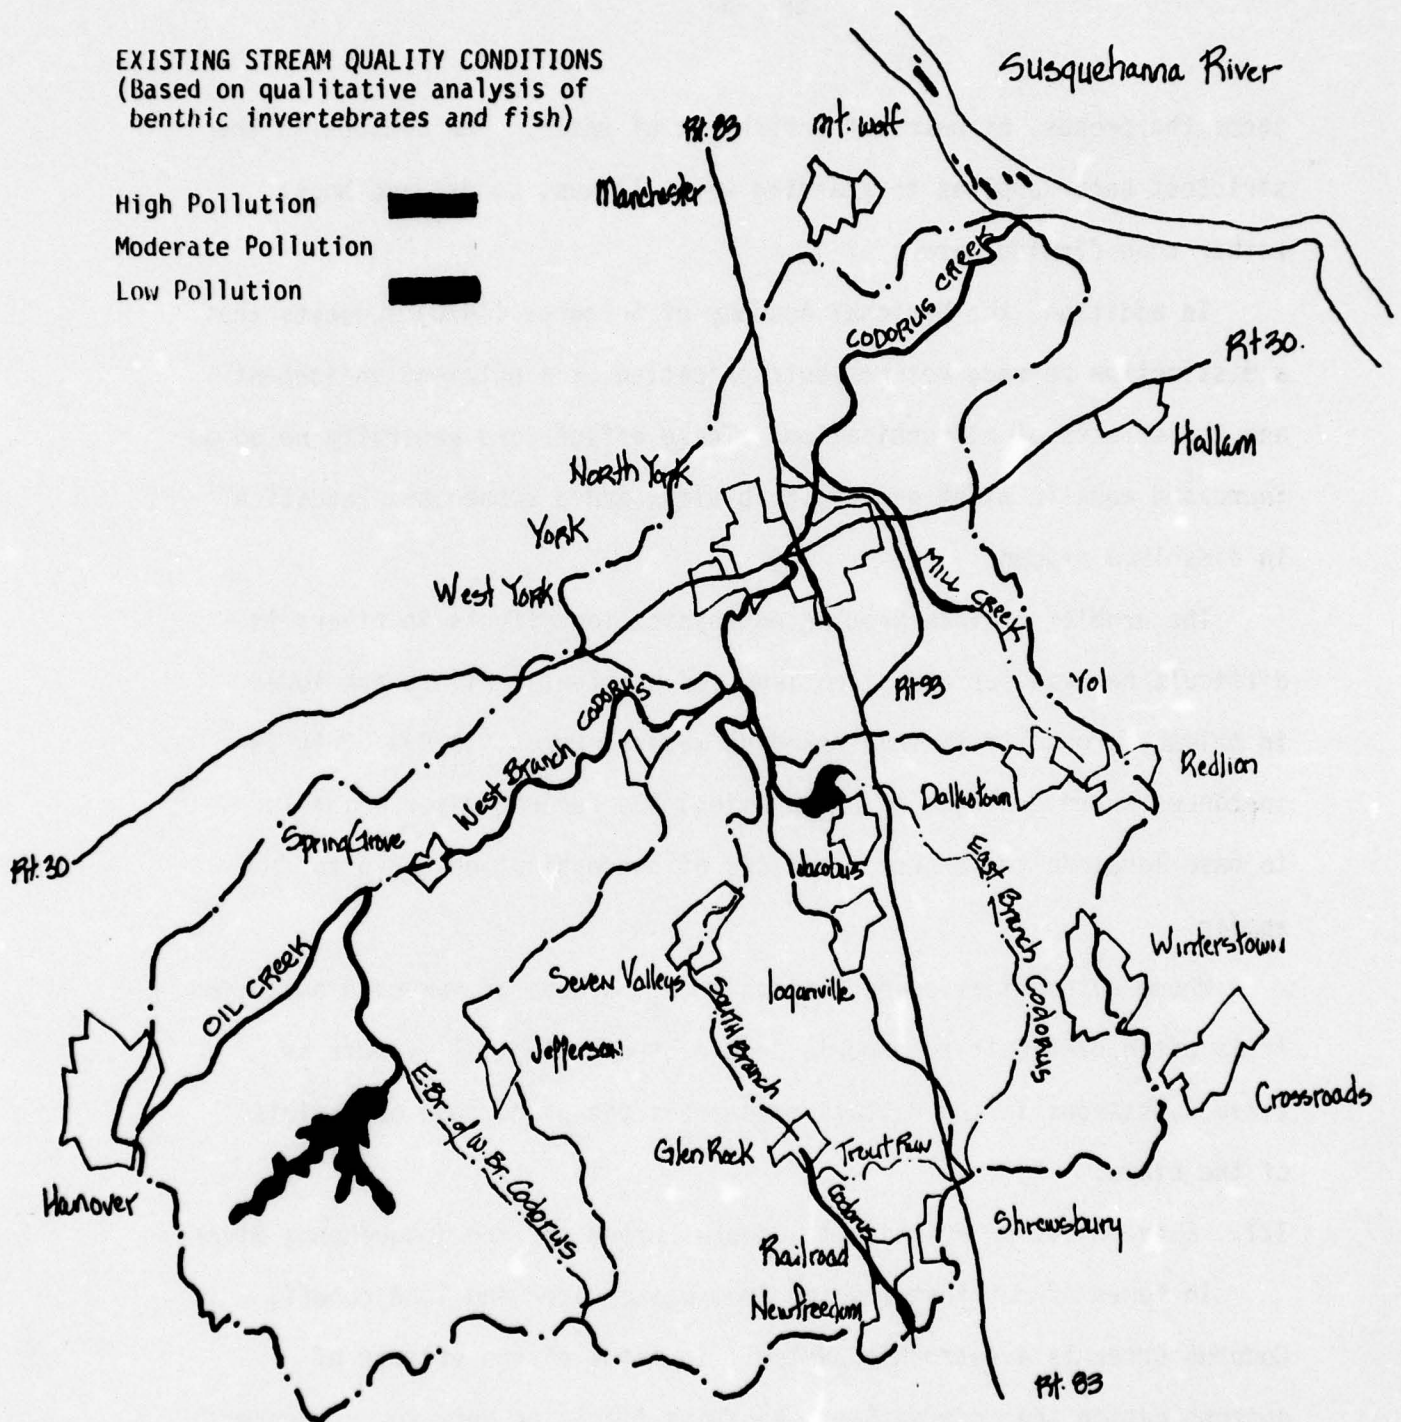 EXISTING STREAM QUALITY CONDITIONS
(Based on qualitative analysis of
benthic invertebrates and fish)
High Pollution
Moderate Pollution
Low Pollution
Susquehanna River
Rt. 83
Mt. Wolf
Manchester
CODORUS CREEK
Rt 30.
Hallam
North York
York
West York
MILL CREEK
Rt 83
Yol
Redlion
Dallastown
West Branch CODORUS
Spring Grove
Rt. 30
Jacobus
East Branch Codorus
Winterstown
OIL CREEK
Seven Valleys
loganville
South Branch
Codorus
Jefferson
E. Br. of W. Br. Codorus
Crossroads
Glen Rock
Trout Run
Hanover
Shrewsbury
Railroad
New freedom
Rt. 83